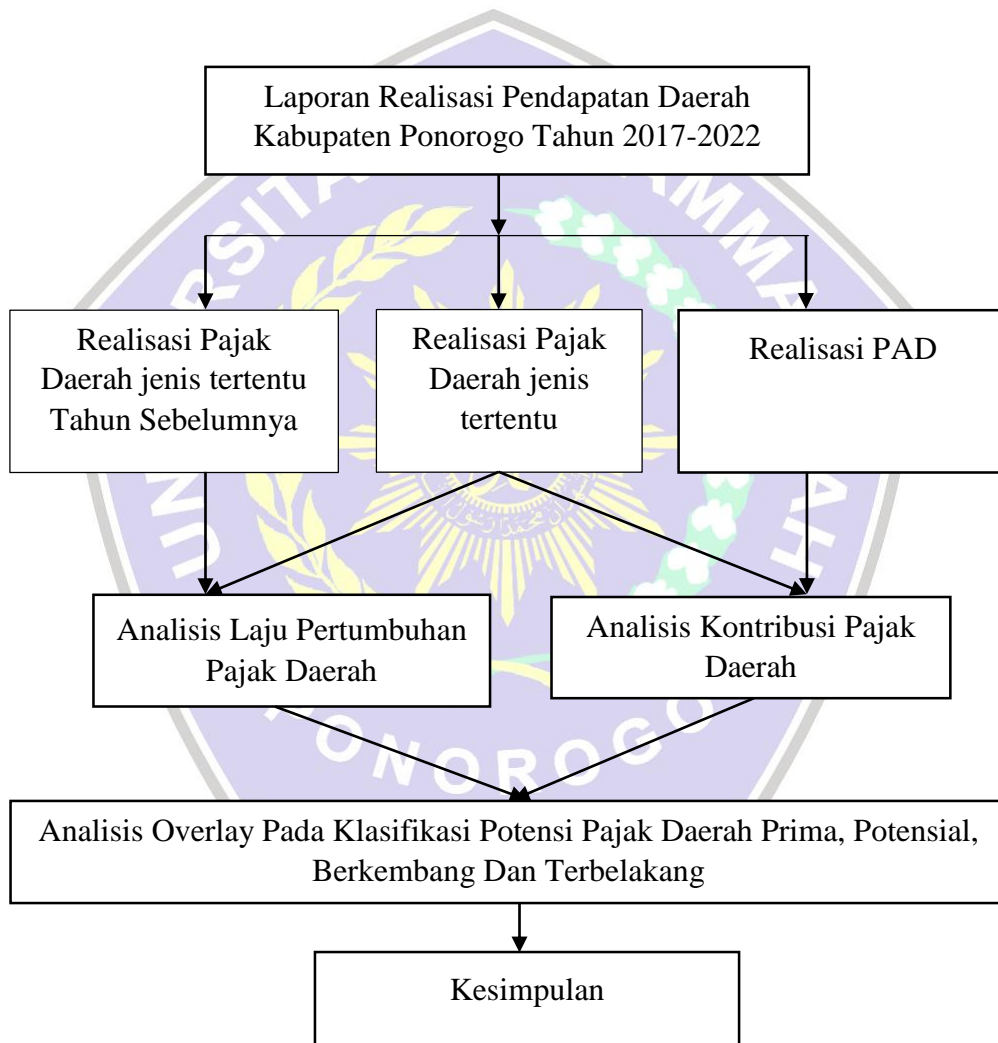 Laporan Realisasi Pendapatan Daerah
Kabupaten Ponorogo Tahun 2017-2022
Realisasi Pajak
Daerah jenis tertentu
Tahun Sebelumnya
Realisasi Pajak
Daerah jenis
tertentu
Realisasi PAD
Analisis Laju Pertumbuhan
Pajak Daerah
Analisis Kontribusi Pajak
Daerah
PONOROGO
Analisis Overlay Pada Klasifikasi Potensi Pajak Daerah Prima, Potensial,
Berkembang Dan Terbelakang
Kesimpulan